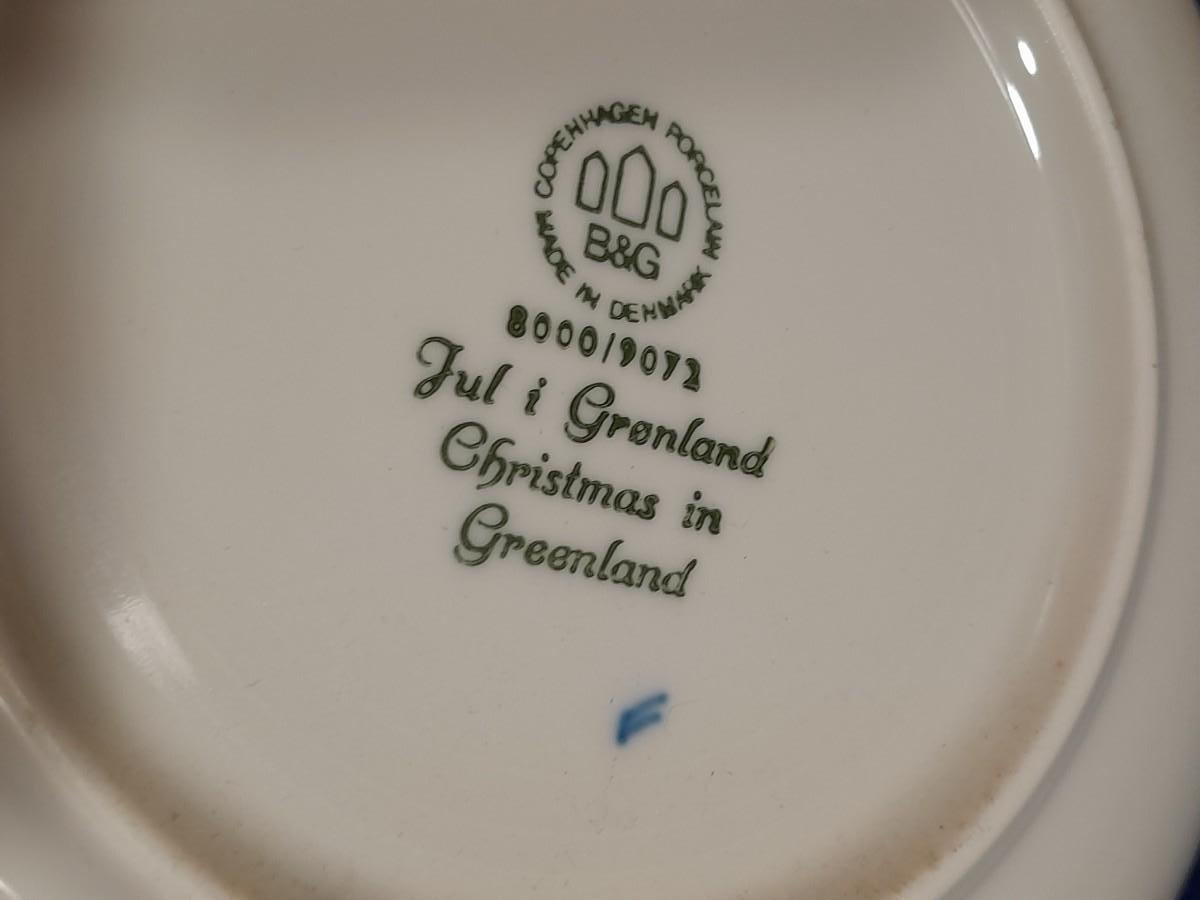 COPENHAGEN PORCELAIN
B&G
MADE IN DENMARK
8000/9072
Jul i Grønland
Christmas in
Greenland
F